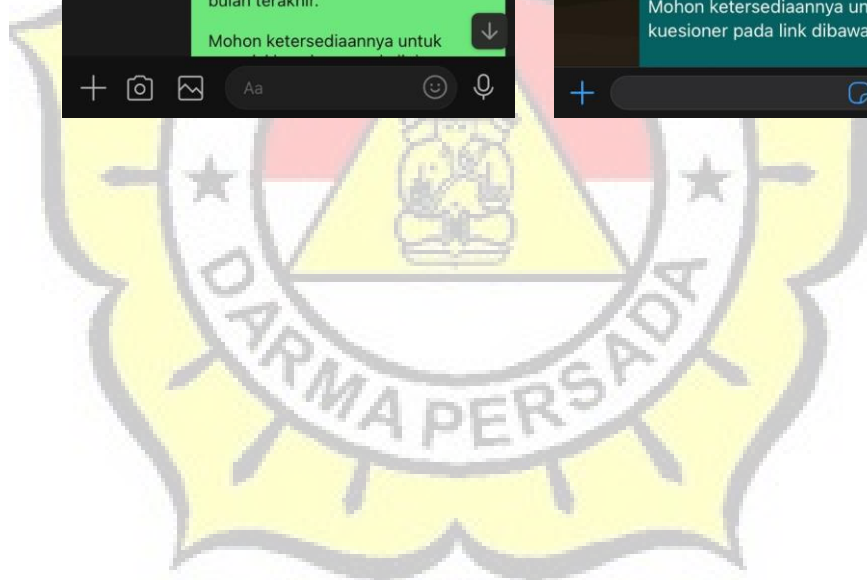 bulan terakhir.
Mohon ketersediaannya untuk
Aa
Mohon ketersediaannya un
kuesioner pada link dibawa
DARMA PERSADA